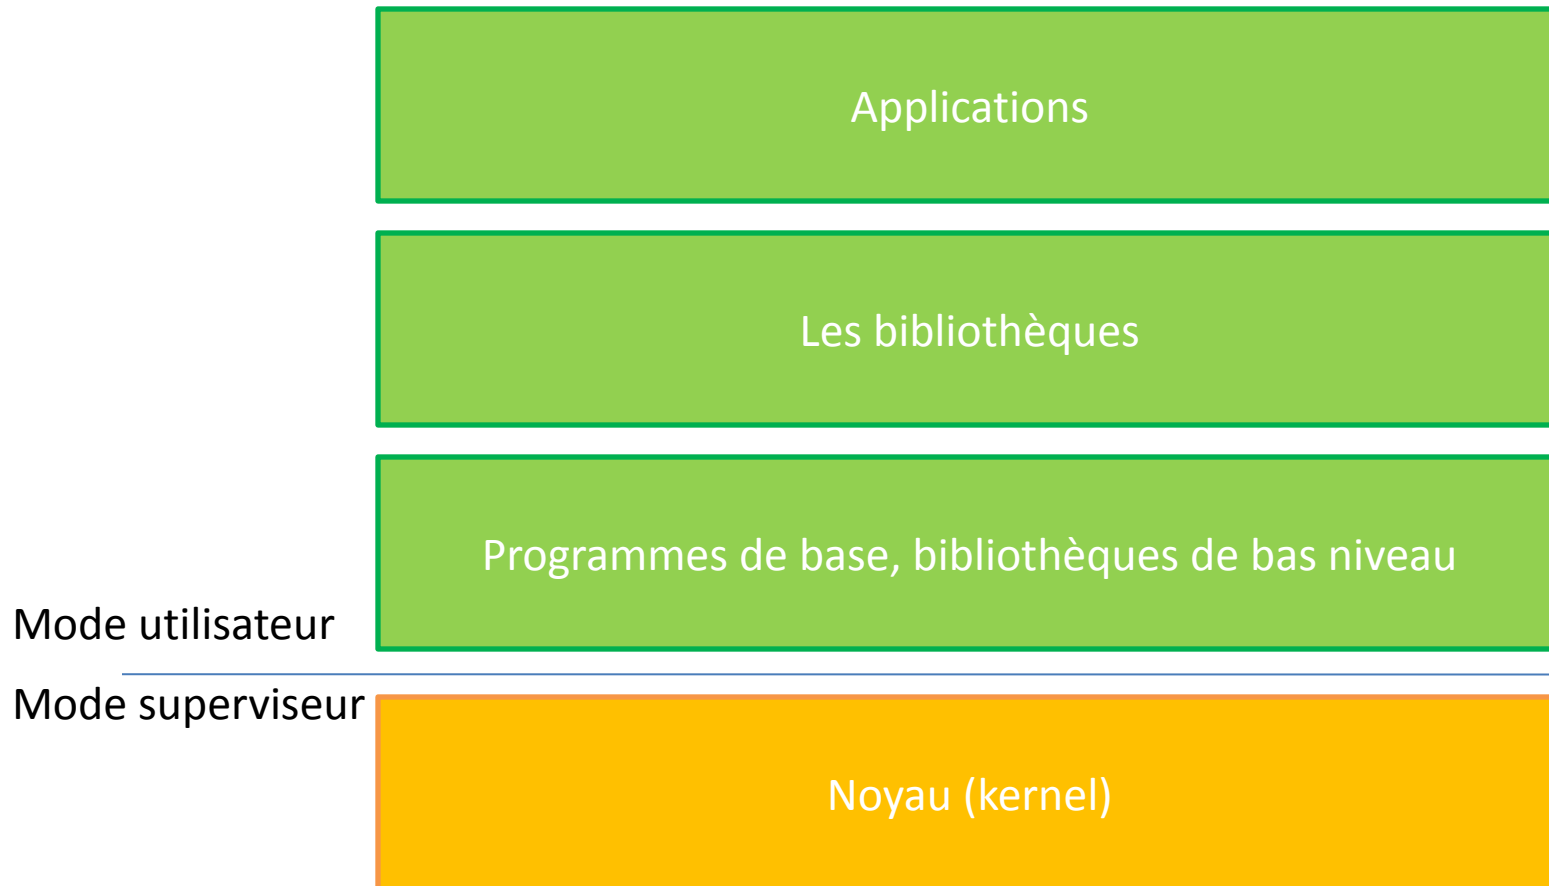 Applications
Les bibliothèques
Programmes de base, bibliothèques de bas niveau
Mode utilisateur
Mode superviseur
Noyau (kernel)